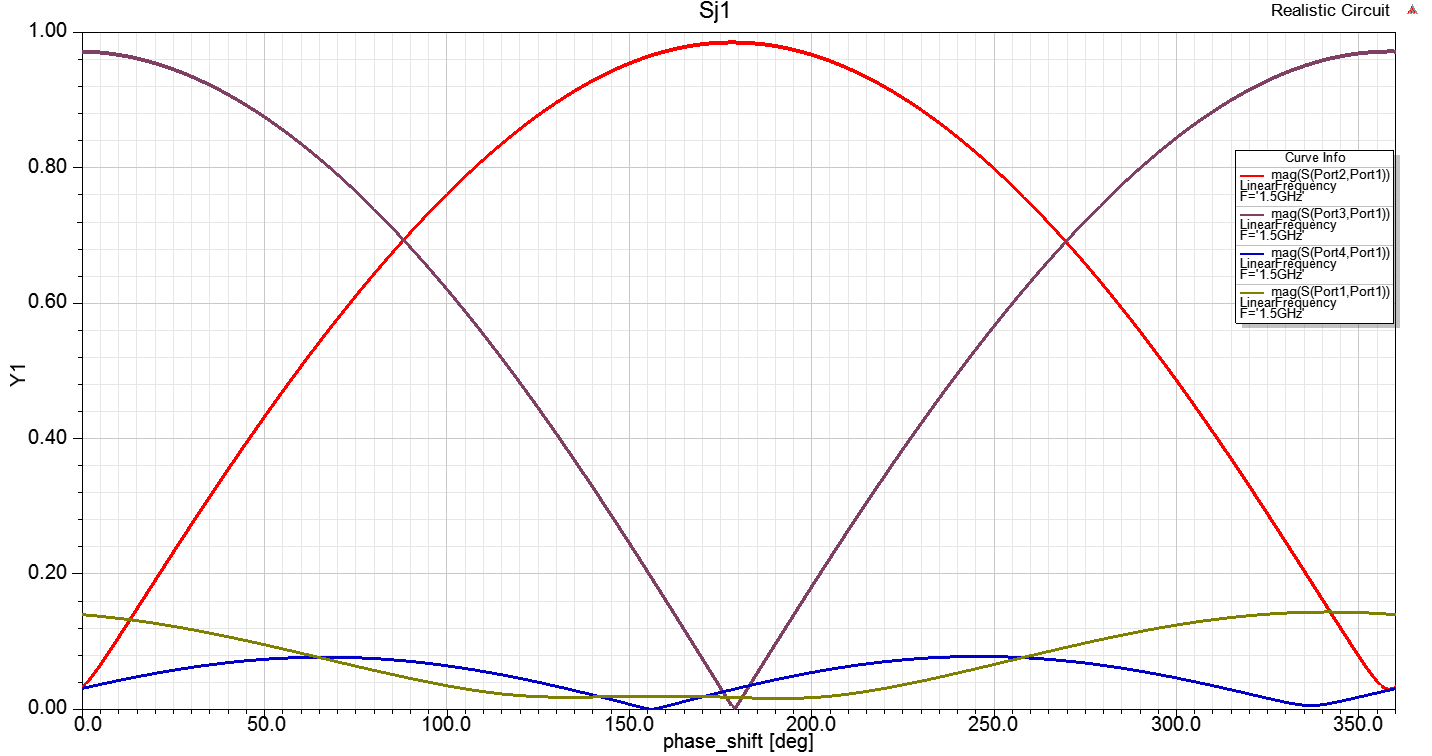 Sj1
Realistic Circuit
1.00
0.80
0.60
0.40
0.20
0.00
Y1
Curve Info
mag(S(Port2,Port1))
LinearFrequency
F='1.5GHz'
mag(S(Port3,Port1))
LinearFrequency
F='1.5GHz'
mag(S(Port4,Port1))
LinearFrequency
F='1.5GHz'
mag(S(Port1,Port1))
LinearFrequency
F='1.5GHz'
0.0 50.0 100.0 150.0 200.0 250.0 300.0 350.0
phase_shift [deg]